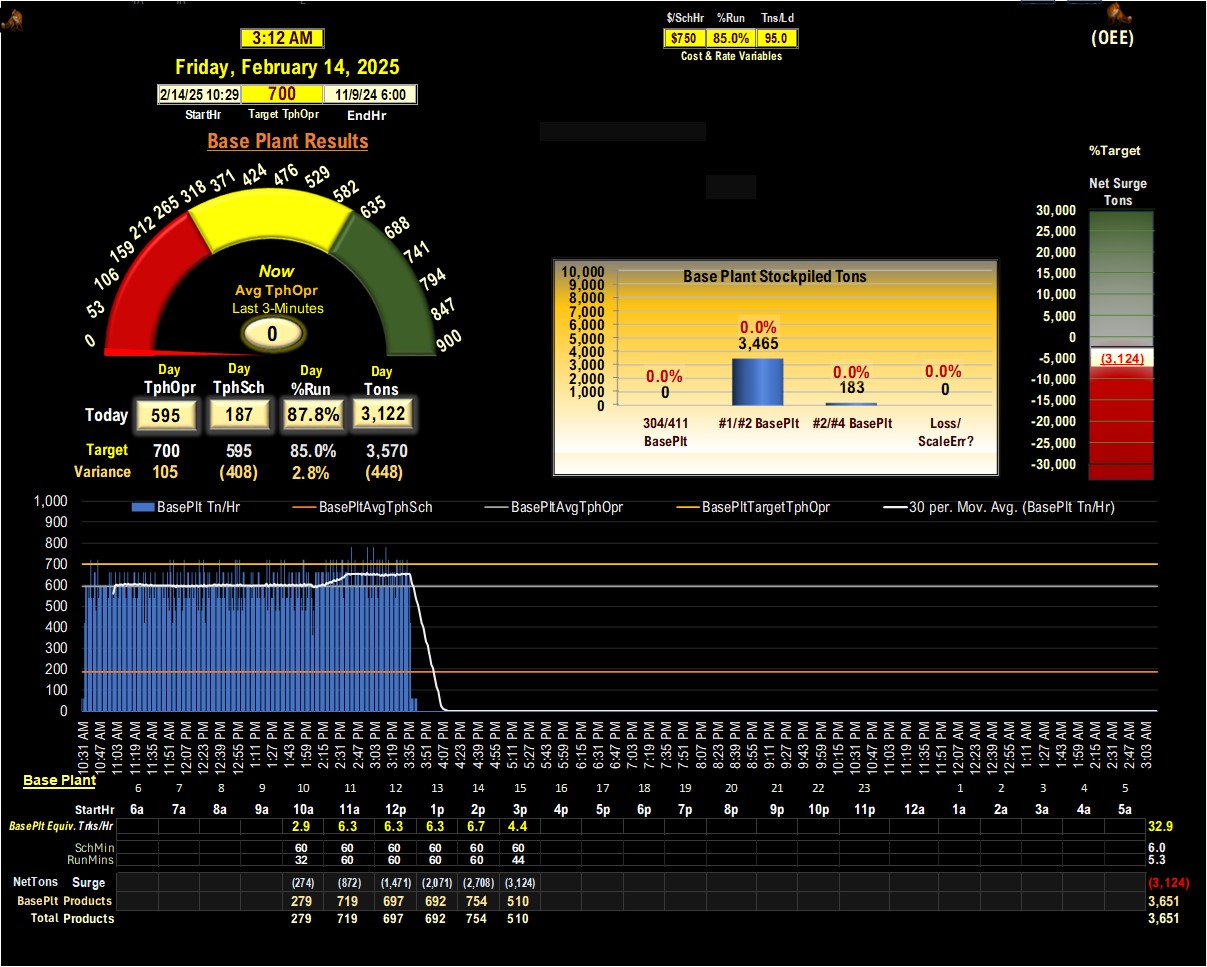 $/SchHr %Run Tns/Ld
3:12 AM
$750 85.0% 95.0
(OEE)
Cost & Rate Variables
Friday, February 14, 2025
2/14/25 10:29 700 11/9/24 6:00
StartHr Target TphOpr EndHr
Base Plant Results
%Target
Net Surge
Tons
0 53 106 159 212 265 318 371 424 476 529 582 635 688 741 794 847 900
30,000
25,000
20,000
15,000
10,000
5,000
0
-5,000
-10,000
-15,000
-20,000
-25,000
-30,000
(3,124)
Now
Avg TphOpr
Last 3-Minutes
0
Base Plant Stockpiled Tons
10,000
9,000
8,000
7,000
6,000
5,000
4,000
3,000
2,000
1,000
0
0.0% 0.0% 0.0% 0.0%
0 3,465 183 0
304/411 BasePlt
#1/#2 BasePlt
#2/#4 BasePlt
Loss/ ScaleErr?
Day Day Day Day
TphOpr TphSch %Run Tons
Today 595 187 87.8% 3,122
Target 700 595 85.0% 3,570
Variance 105 (408) 2.8% (448)
BasePlt Tn/Hr BasePltAvgTphSch BasePltAvgTphOpr BasePltTargetTphOpr 30 per. Mov. Avg. (BasePlt Tn/Hr)
1,000
900
800
700
600
500
400
300
200
100
0
10:31 AM 10:47 AM 11:03 AM 11:19 AM 11:35 AM 11:51 AM 12:07 PM 12:23 PM 12:39 PM 12:55 PM 1:11 PM 1:27 PM 1:43 PM 1:59 PM 2:15 PM 2:31 PM 2:47 PM 3:03 PM 3:19 PM 3:35 PM 3:51 PM 4:07 PM 4:23 PM 4:39 PM 4:55 PM 5:11 PM 5:27 PM 5:43 PM 5:59 PM 6:15 PM 6:31 PM 6:47 PM 7:03 PM 7:19 PM 7:35 PM 7:51 PM 8:07 PM 8:23 PM 8:39 PM 8:55 PM 9:11 PM 9:27 PM 9:43 PM 9:59 PM 10:15 PM 10:31 PM 10:47 PM 11:03 PM 11:19 PM 11:35 PM 11:51 PM 12:07 AM 12:23 AM 12:39 AM 12:55 AM 1:11 AM 1:27 AM 1:43 AM 1:59 AM 2:15 AM 2:31 AM 2:47 AM 3:03 AM
Base Plant
6 7 8 9 10 11 12 13 14 15 16 17 18 19 20 21 22 23 1 2 3 4 5
StartHr 6a 7a 8a 9a 10a 11a 12p 1p 2p 3p 4p 5p 6p 7p 8p 9p 10p 11p 12a 1a 2a 3a 4a 5a
BasePlt Equiv. Trks/Hr 2.9 6.3 6.3 6.3 6.7 4.4 32.9
SchMin 60 60 60 60 60 60 6.0
RunMins 32 60 60 60 60 44 5.3
NetTons Surge (274) (872) (1,471) (2,071) (2,708) (3,124) (3,124)
BasePlt Products 279 719 697 692 754 510 3,651
Total Products 279 719 697 692 754 510 3,651